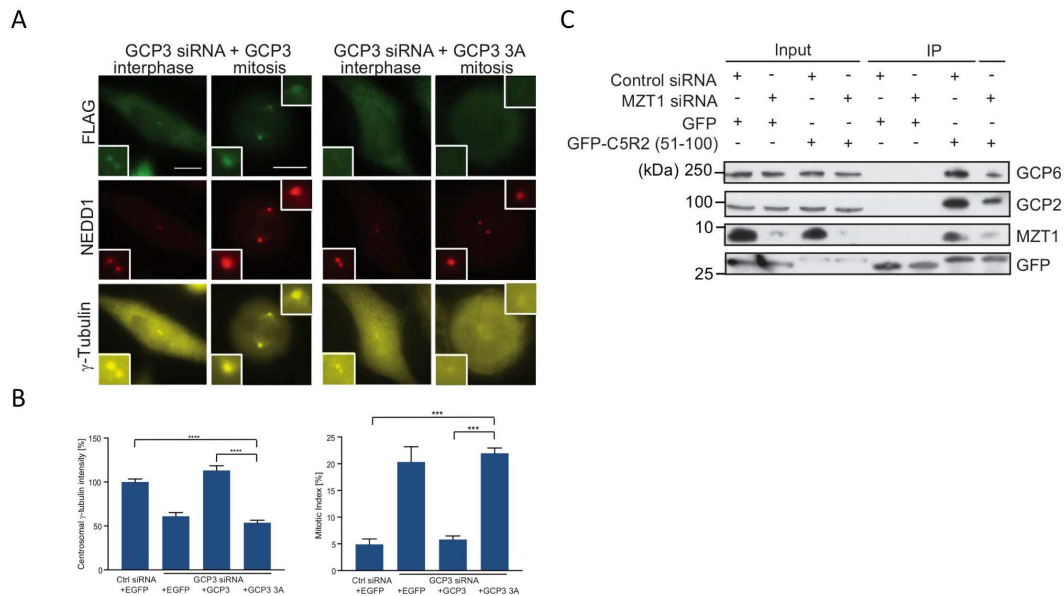 A
GCP3 siRNA + GCP3
interphase mitosis
GCP3 siRNA + GCP3 3A
interphase mitosis
FLAG
NEDD1
γ-Tubulin
B
Centrosomal γ-tubulin intensity [%]
150
100
50
0
****
****
Ctrl siRNA
+EGFP
GCP3 siRNA
+EGFP +GCP3 +GCP3 3A
Mitotic Index [%]
25
20
15
10
5
0
***
***
Ctrl siRNA
+EGFP
GCP3 siRNA
+EGFP +GCP3 +GCP3 3A
C
Input IP
Control siRNA + - + - + - + -
MZT1 siRNA - + - + - + - +
GFP + + - - + + - -
GFP-C5R2 (51-100) - - + + - - + +
(kDa) 250 GCP6
100 GCP2
10 MZT1
25 GFP